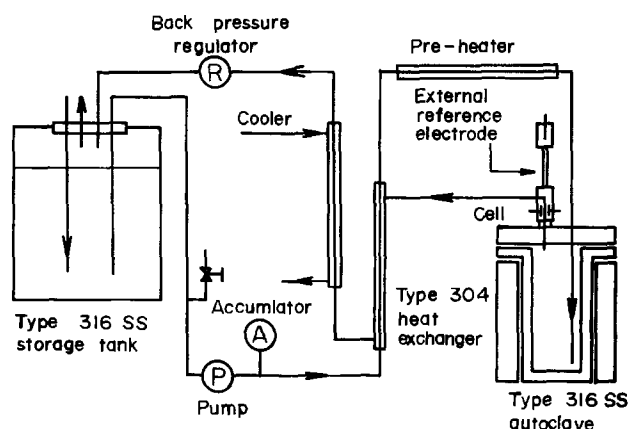 Back pressure
regulator
R
Pre-heater
External
reference
electrode
Cooler
Cell
Type 316 SS
storage tank
Accumlator
A
Type 304
heat
exchanger
P
Pump
Type 316 SS
autoclave